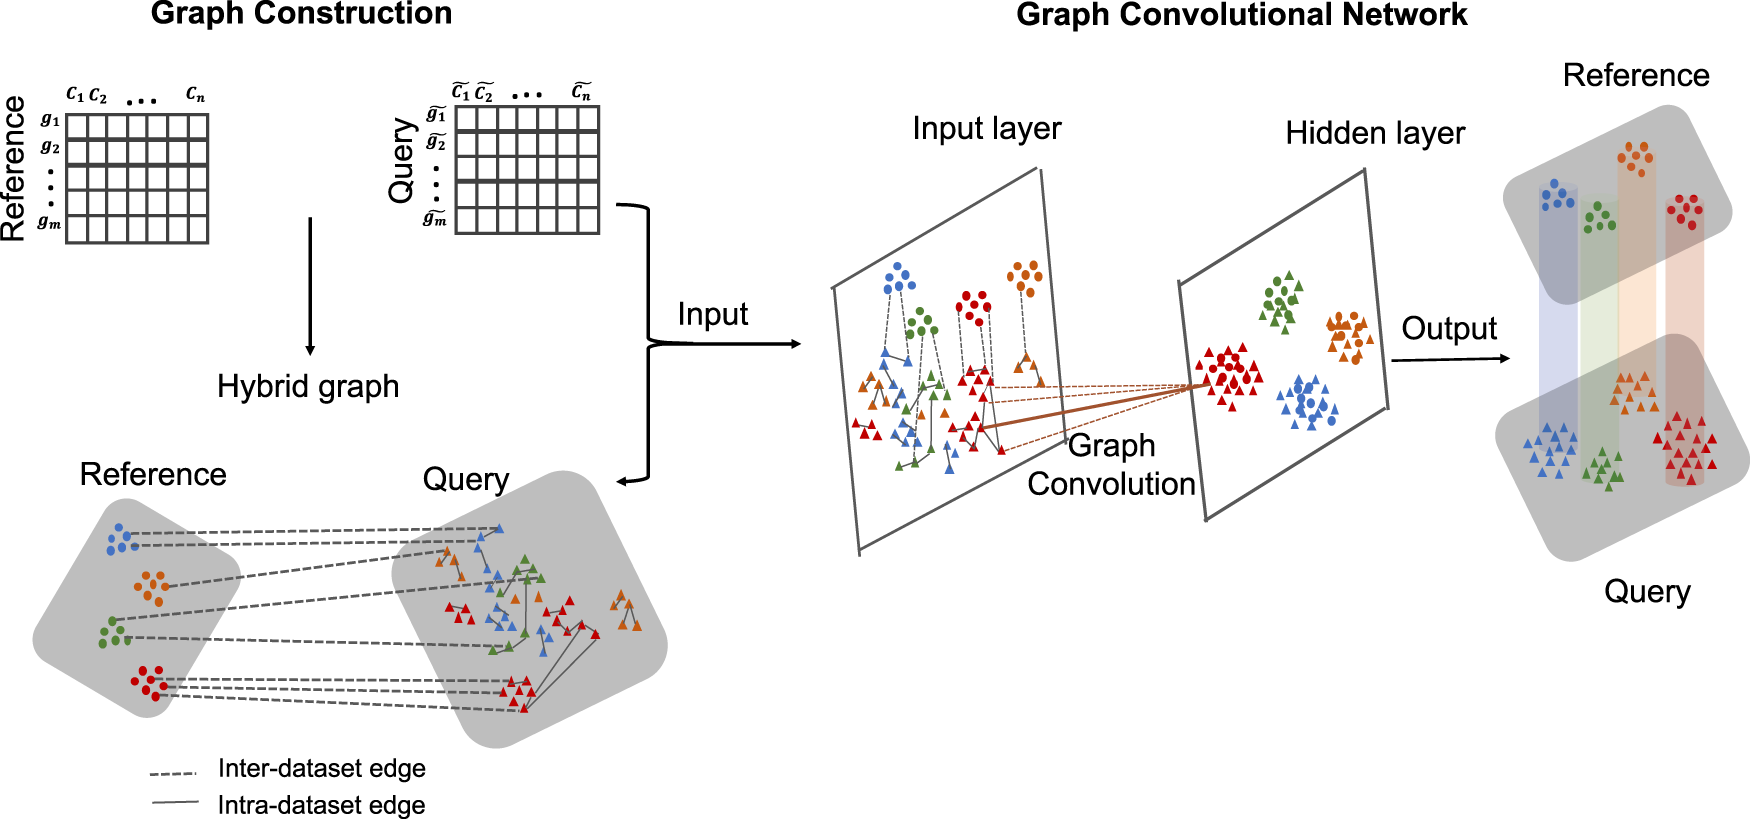 Graph Construction
Graph Convolutional Network
Reference
C1 C2 ... Cn
g1
g2
⋮
gm
Query
C̃1 C̃2 ... C̃n
g̃1
g̃2
⋮
g̃m
Hybrid graph
Input
Reference
Query
Inter-dataset edge
Intra-dataset edge
Input layer
Hidden layer
Graph
Convolution
Output
Reference
Query